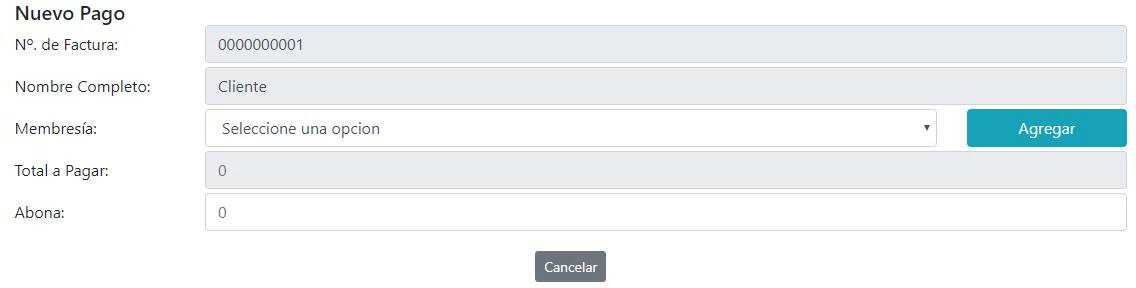 Nuevo Pago
Nº. de Factura: 0000000001
Nombre Completo: Cliente
Membresía: Seleccione una opcion Agregar
Total a Pagar: 0
Abona: 0
Cancelar